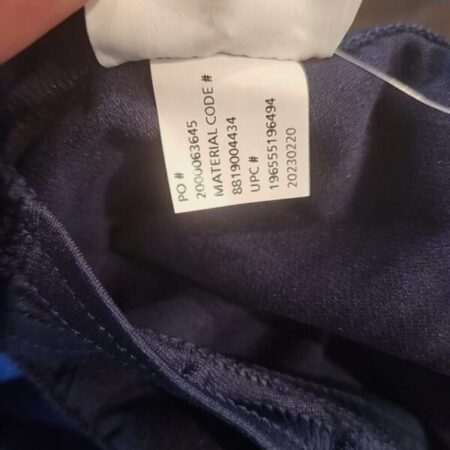 PO #
2000063645
MATERIAL CODE #
8819004434
UPC #
196555196494
20230220